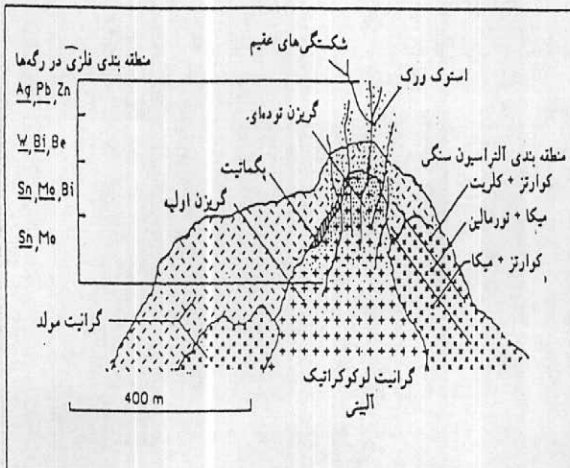 شکستگی‌های عقیم
منطقه بندی فلزی در رگه‌ها
استوک ورک
Ag, Pb, Zn
گریزن توده‌ای
منطقه بندی آلتراسیون سنگی
W, Bi, Be
کوارتز + کلریت
پگماتیت
میکا + تورمالین
گریزن اولیه
Sn, Mo, Bi
کوارتز + میکا
Sn, Mo
گرانیت مولد
گرانیت لوکوکراتیک
آلبیتی
400 m